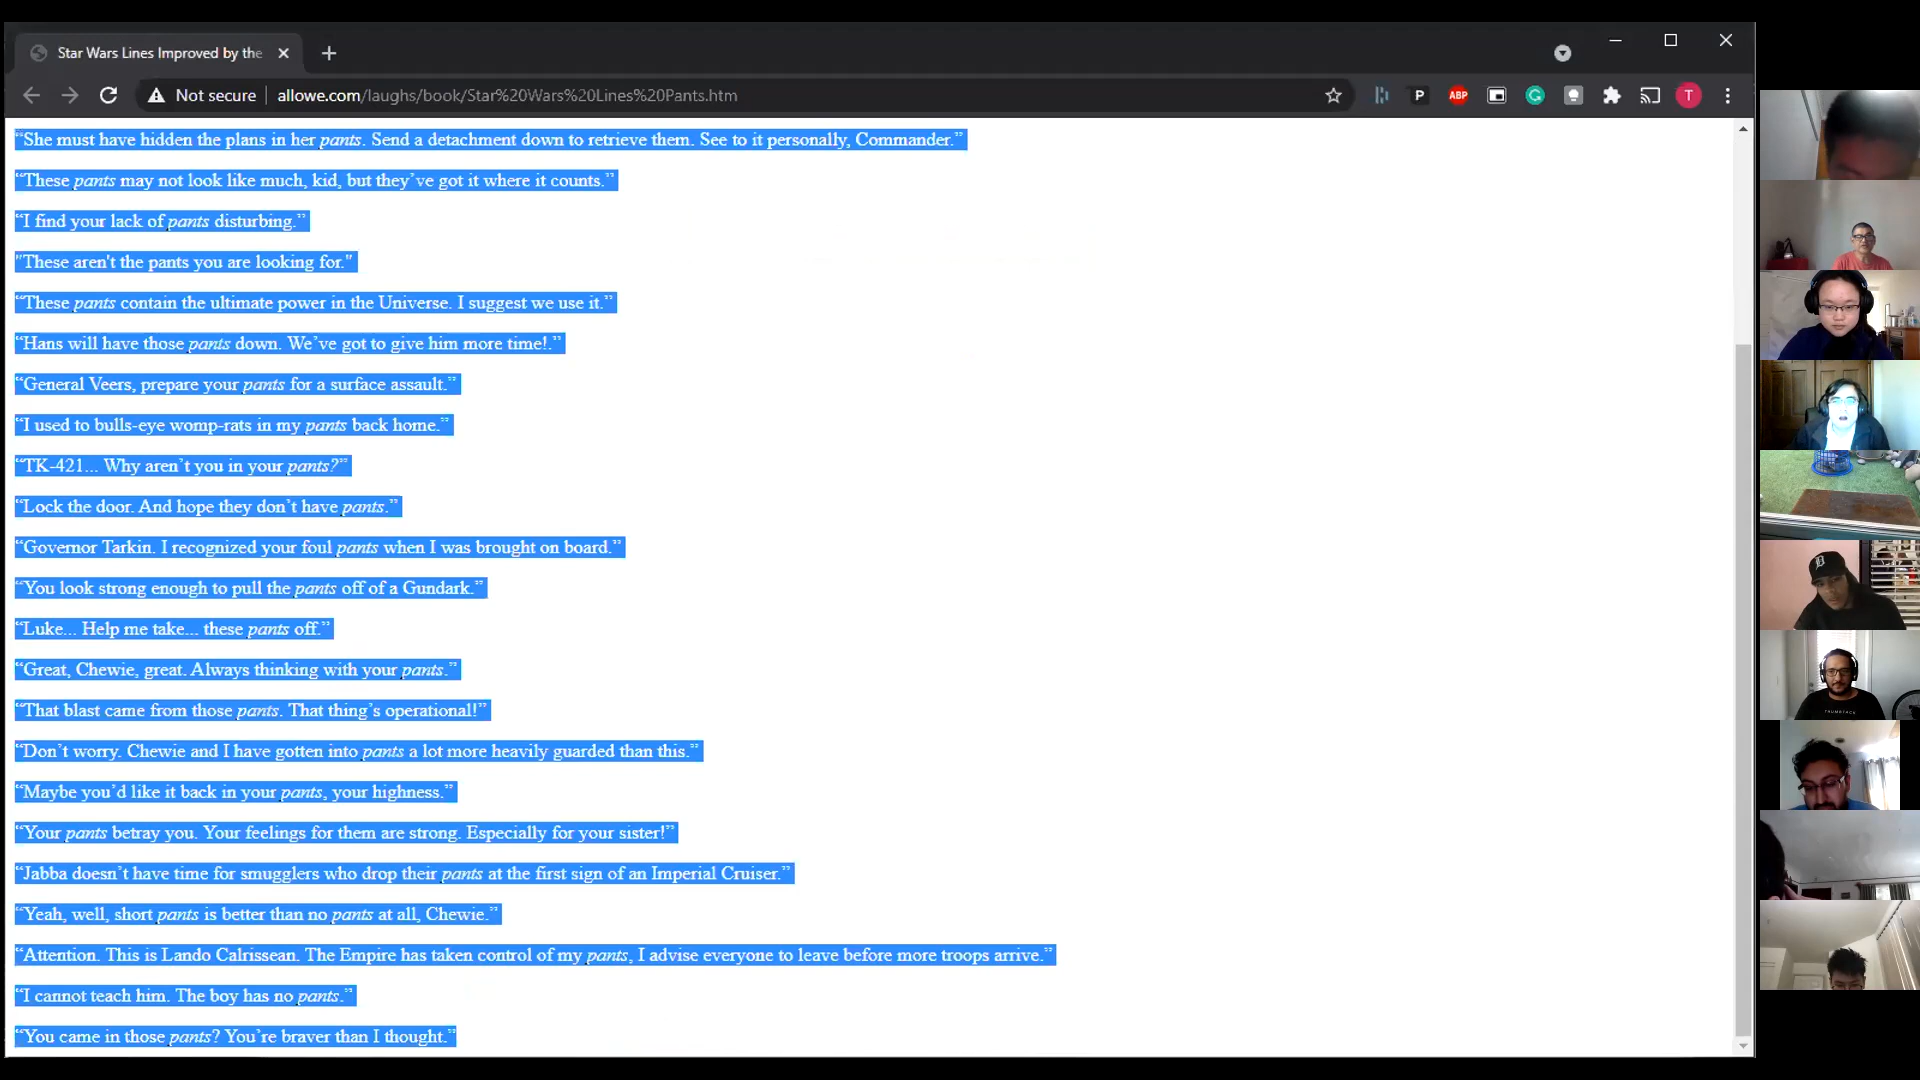 Star Wars Lines Improved by the
Not secure
allowe.com/laughs/book/Star%20Wars%20Lines%20Pants.htm
P
ABP
T
“She must have hidden the plans in her pants. Send a detachment down to retrieve them. See to it personally, Commander.”
“These pants may not look like much, kid, but they’ve got it where it counts.”
“I find your lack of pants disturbing.”
"These aren't the pants you are looking for."
“These pants contain the ultimate power in the Universe. I suggest we use it.”
“Hans will have those pants down. We’ve got to give him more time!.”
“General Veers, prepare your pants for a surface assault.”
“I used to bulls-eye womp-rats in my pants back home.”
“TK-421... Why aren’t you in your pants?”
“Lock the door. And hope they don’t have pants.”
“Governor Tarkin. I recognized your foul pants when I was brought on board.”
“You look strong enough to pull the pants off of a Gundark.”
“Luke... Help me take... these pants off.”
“Great, Chewie, great. Always thinking with your pants.”
“That blast came from those pants. That thing’s operational!”
“Don’t worry. Chewie and I have gotten into pants a lot more heavily guarded than this.”
“Maybe you’d like it back in your pants, your highness.”
“Your pants betray you. Your feelings for them are strong. Especially for your sister!”
“Jabba doesn’t have time for smugglers who drop their pants at the first sign of an Imperial Cruiser.”
“Yeah, well, short pants is better than no pants at all, Chewie.”
“Attention. This is Lando Calrissean. The Empire has taken control of my pants, I advise everyone to leave before more troops arrive.”
“I cannot teach him. The boy has no pants.”
“You came in those pants? You’re braver than I thought.”